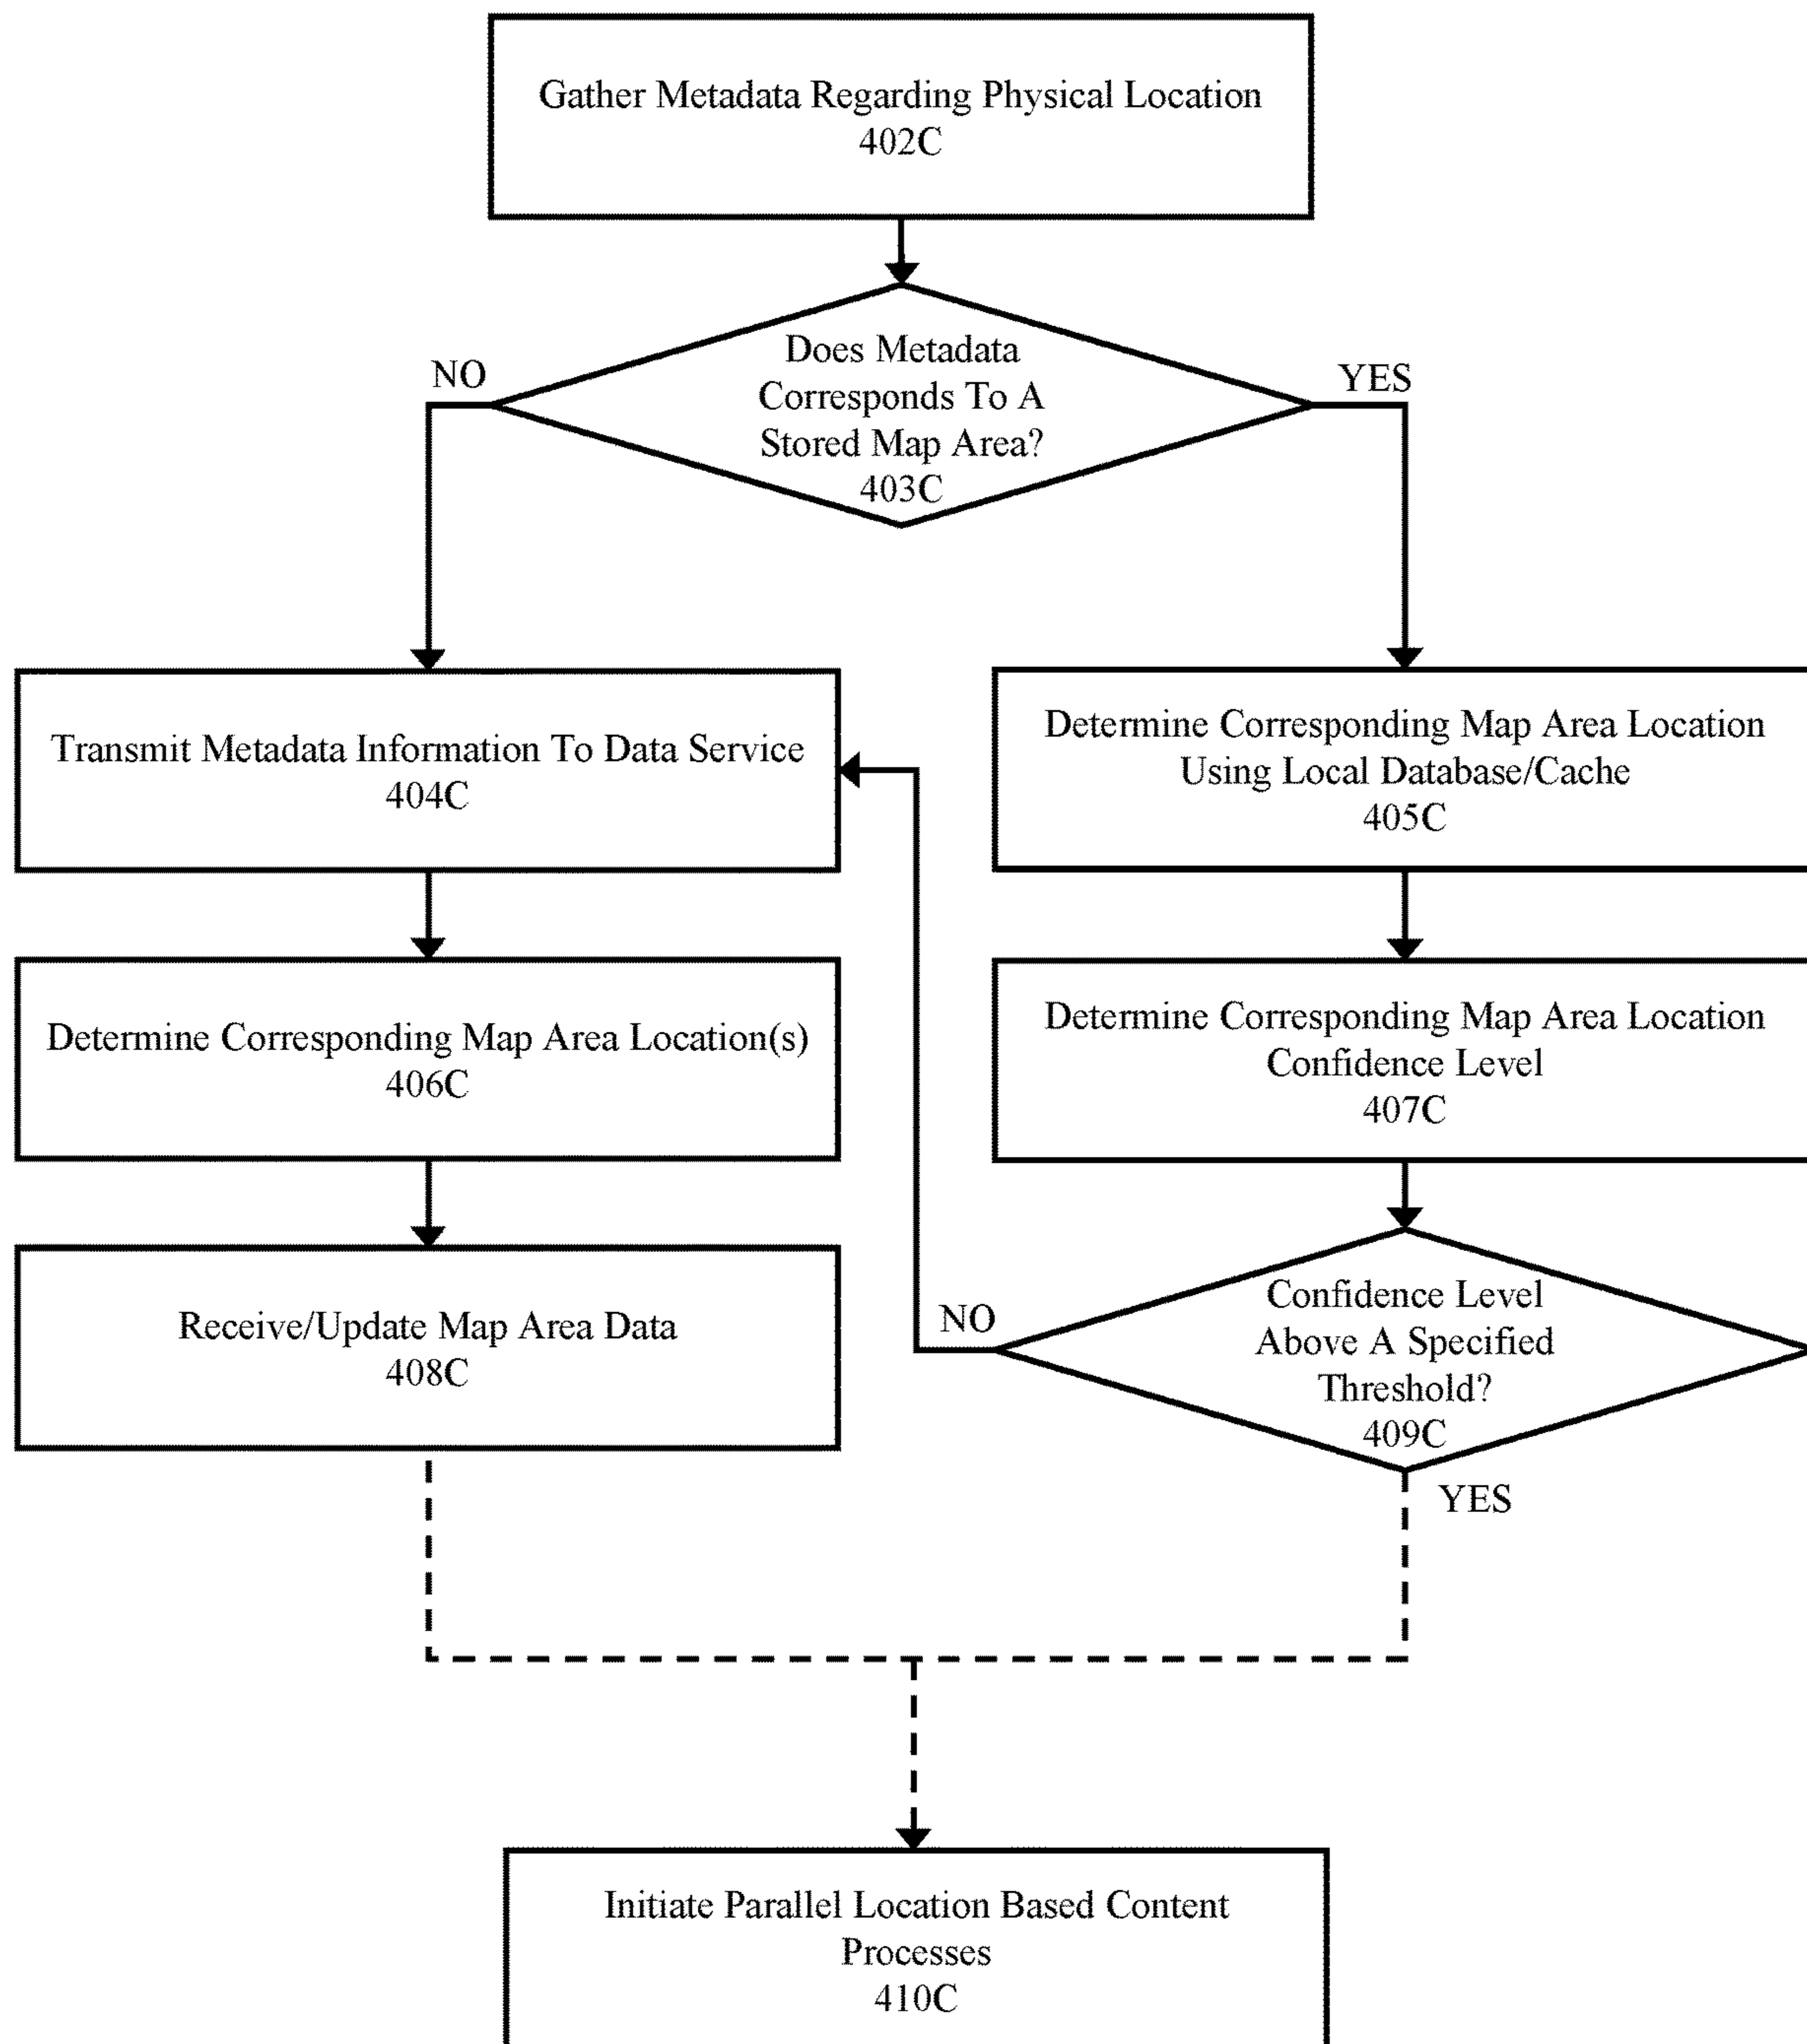 Gather Metadata Regarding Physical Location
402C
Does Metadata
Corresponds To A
Stored Map Area?
403C
NO
YES
Transmit Metadata Information To Data Service
404C
Determine Corresponding Map Area Location
Using Local Database/Cache
405C
Determine Corresponding Map Area Location(s)
406C
Determine Corresponding Map Area Location
Confidence Level
407C
Receive/Update Map Area Data
408C
NO
Confidence Level
Above A Specified
Threshold?
409C
YES
Initiate Parallel Location Based Content
Processes
410C